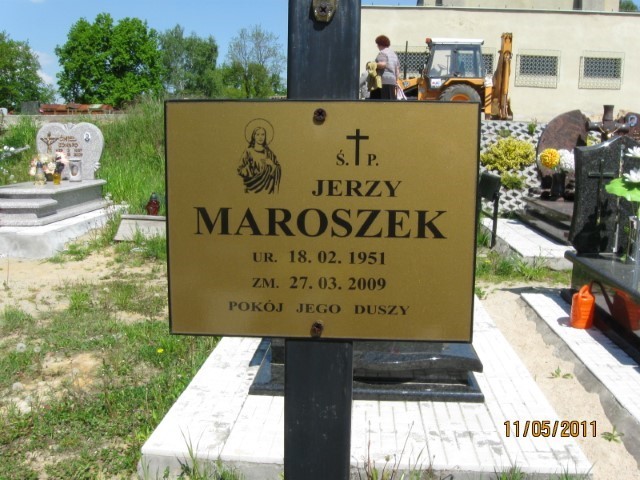 Ś. P.
JERZY
MAROSZEK
UR. 18. 02. 1951
ZM. 27. 03. 2009
POKÓJ JEGO DUSZY
11/05/2011